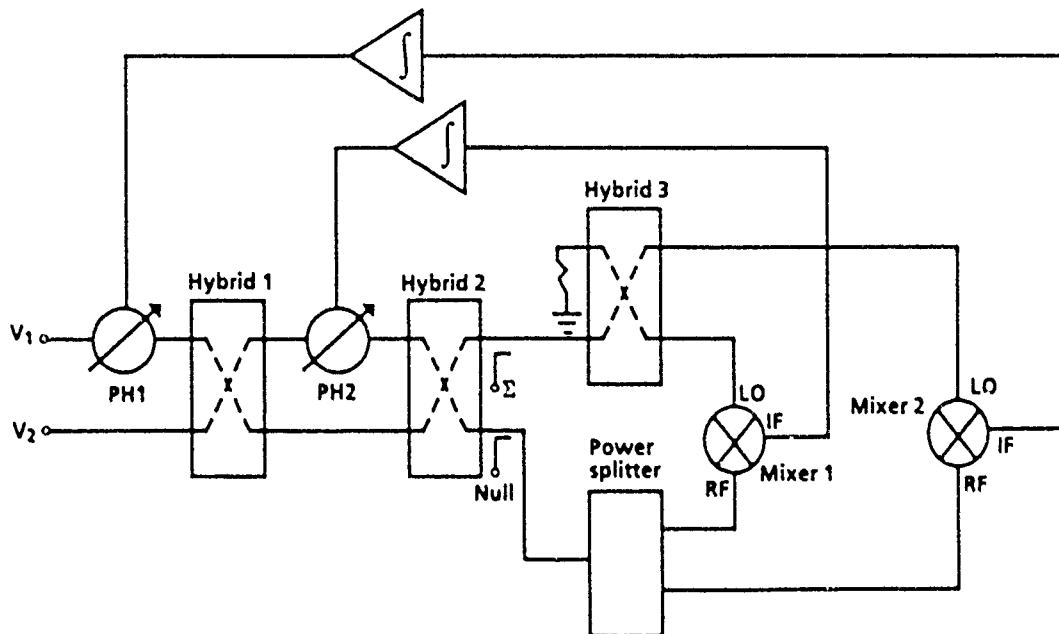 ∫
∫
Hybrid 3
Hybrid 1
Hybrid 2
V1
PH1
PH2
Σ
V2
Null
Power
splitter
LO
IF
Mixer 1
RF
LO
Mixer 2
IF
RF